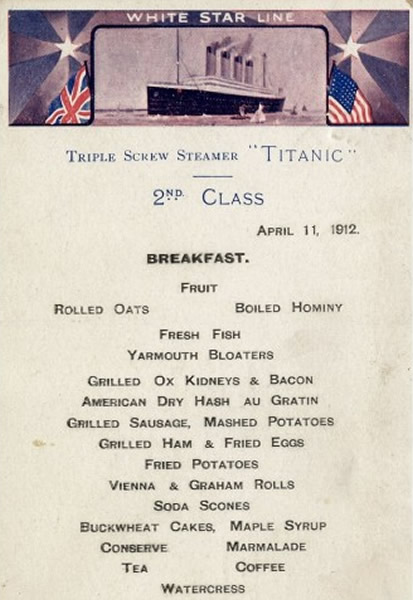 WHITE STAR LINE
TRIPLE SCREW STEAMER "TITANIC"
2ND. CLASS
APRIL 11, 1912.
BREAKFAST.
FRUIT
ROLLED OATS BOILED HOMINY
FRESH FISH
YARMOUTH BLOATERS
GRILLED OX KIDNEYS & BACON
AMERICAN DRY HASH AU GRATIN
GRILLED SAUSAGE, MASHED POTATOES
GRILLED HAM & FRIED EGGS
FRIED POTATOES
VIENNA & GRAHAM ROLLS
SODA SCONES
BUCKWHEAT CAKES, MAPLE SYRUP
CONSERVE MARMALADE
TEA COFFEE
WATERCRESS